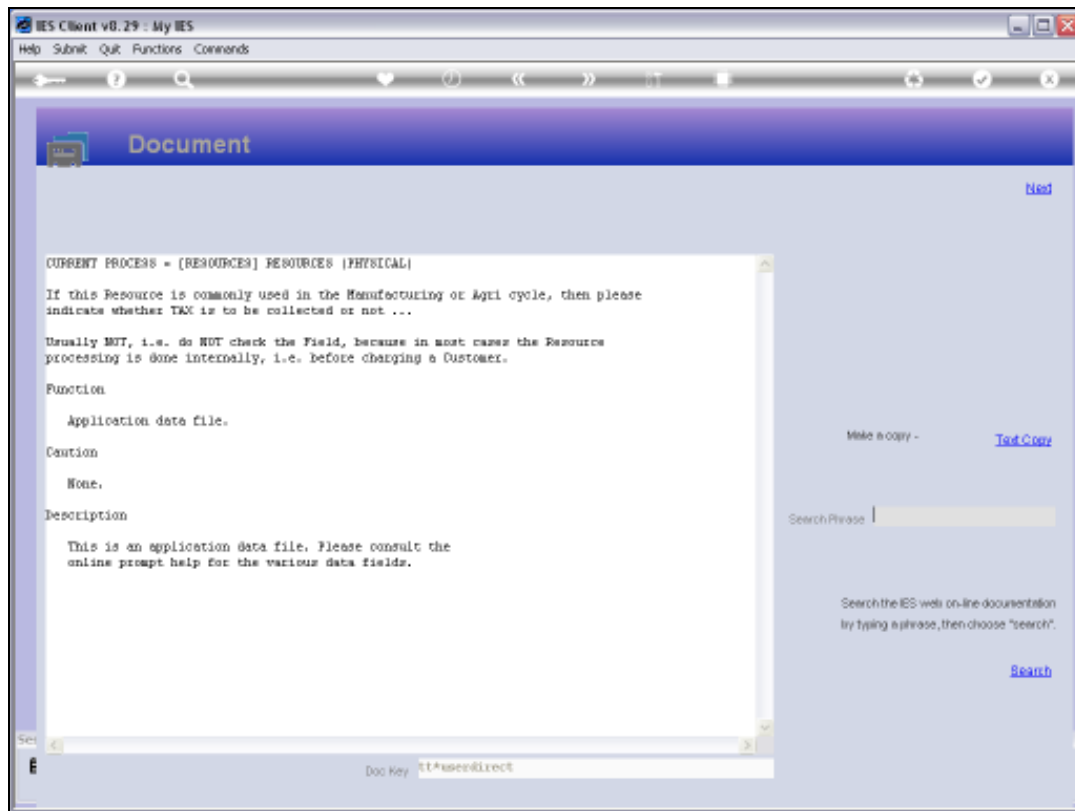 IES Client v8.29 : My IES
Help Submit Quit Functions Commands
Document
Next
CURRENT PROCESS = [RESOURCES] RESOURCES (PHYSICAL)
If this Resource is commonly used in the Manufacturing or Agri cycle, then please
indicate whether TAX is to be collected or not ...
Usually NOT, i.e. do NOT check the Field, because in most cases the Resource
processing is done internally, i.e. before charging a Customer.
Function
Application data file.
Caution
None.
Description
This is an application data file. Please consult the
online prompt help for the various data fields.
Make a copy -
Text Copy
Search Phrase
Search the IES web on-line documentation
by typing a phrase, then choose "search".
Search
Ses
Doc Key tt*userdirect